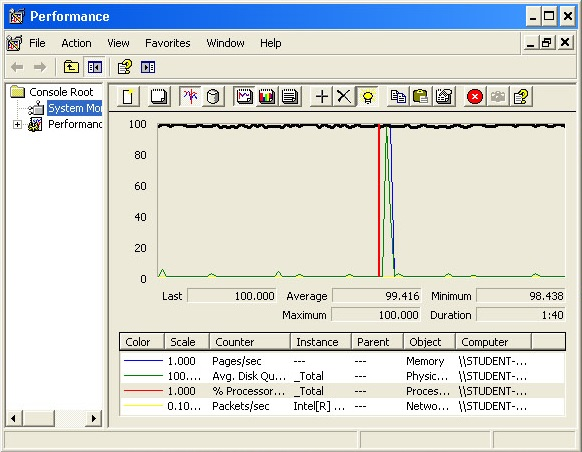 Performance
File Action View Favorites Window Help
Console Root
System Mor
Performanc
100
80
60
40
20
0
Last 100.000 Average 99.416 Minimum 98.438
Maximum 100.000 Duration 1:40
Color Scale Counter Instance Parent Object Computer
1.000 Pages/sec --- --- Memory \\STUDENT-...
100.... Avg. Disk Qu... _Total --- Physic... \\STUDENT-...
1.000 % Processor... _Total --- Proces... \\STUDENT-...
0.10... Packets/sec Intel[R] ... --- Netwo... \\STUDENT-...